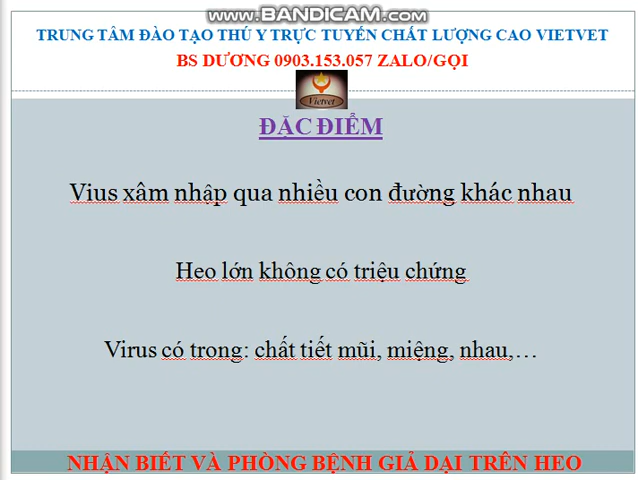 www.BANDICAM.com
TRUNG TÂM ĐÀO TẠO THÚ Y TRỰC TUYẾN CHẤT LƯỢNG CAO VIETVET
BS DƯƠNG 0903.153.057 ZALO/GỌI
Vietvet
ĐẶC ĐIỂM
Vius xâm nhập qua nhiều con đường khác nhau
Heo lớn không có triệu chứng
Virus có trong: chất tiết mũi, miệng, nhau,…
NHẬN BIẾT VÀ PHÒNG BỆNH GIẢ DẠI TRÊN HEO